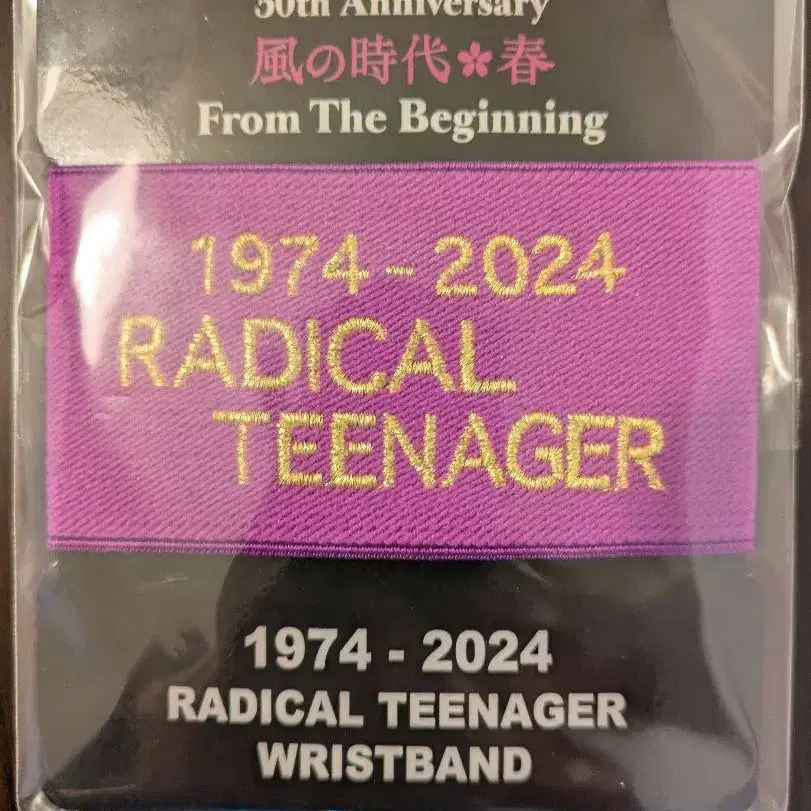 50th Anniversary
風の時代✿春
From The Beginning
1974-2024
RADICAL
TEENAGER
1974 - 2024
RADICAL TEENAGER
WRISTBAND